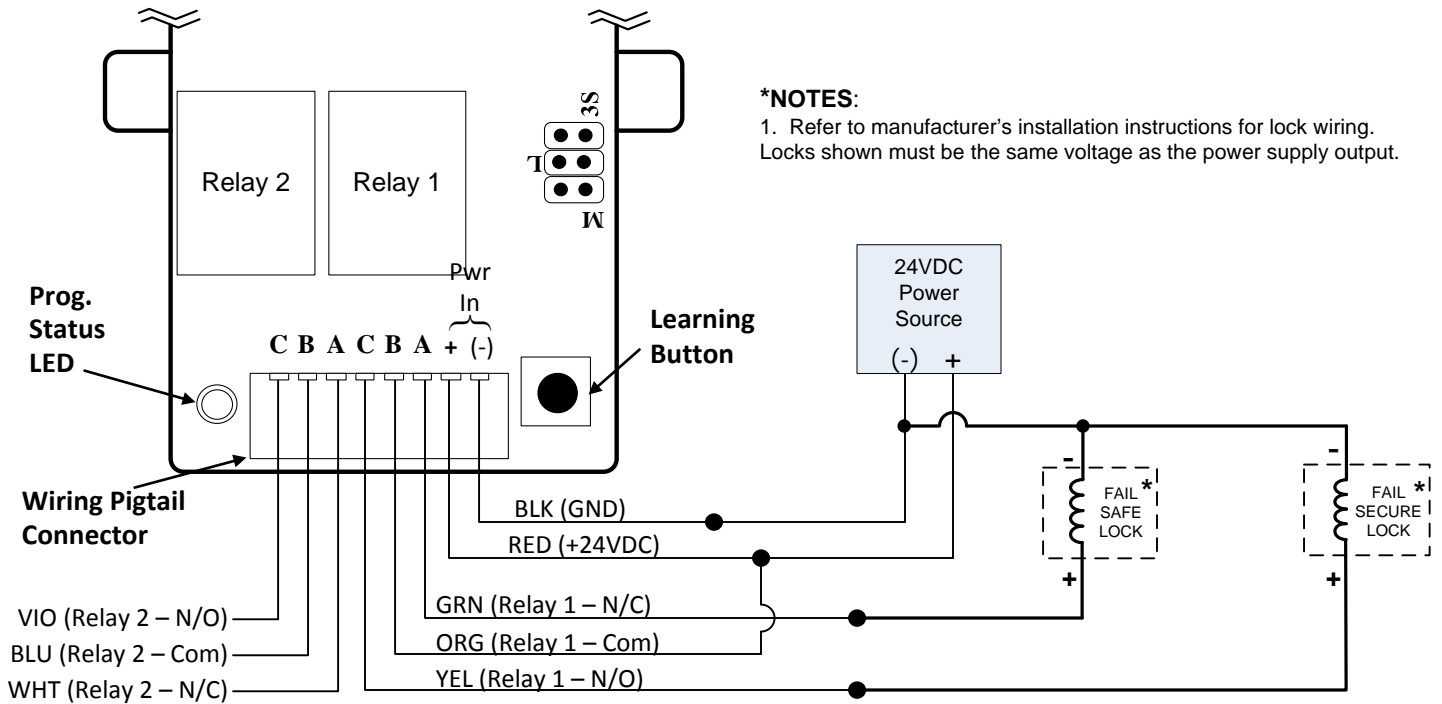 *NOTES:
1. Refer to manufacturer's installation instructions for lock wiring.
Locks shown must be the same voltage as the power supply output.
3S
L
M
Relay 2
Relay 1
Pwr
In
C B A C B A + (-)
Prog.
Status
LED
Learning
Button
Wiring Pigtail
Connector
24VDC
Power
Source
(-) +
-
FAIL *
SAFE
LOCK
+
-
FAIL *
SECURE
LOCK
+
BLK (GND)
RED (+24VDC)
GRN (Relay 1 – N/C)
ORG (Relay 1 – Com)
YEL (Relay 1 – N/O)
VIO (Relay 2 – N/O)
BLU (Relay 2 – Com)
WHT (Relay 2 – N/C)